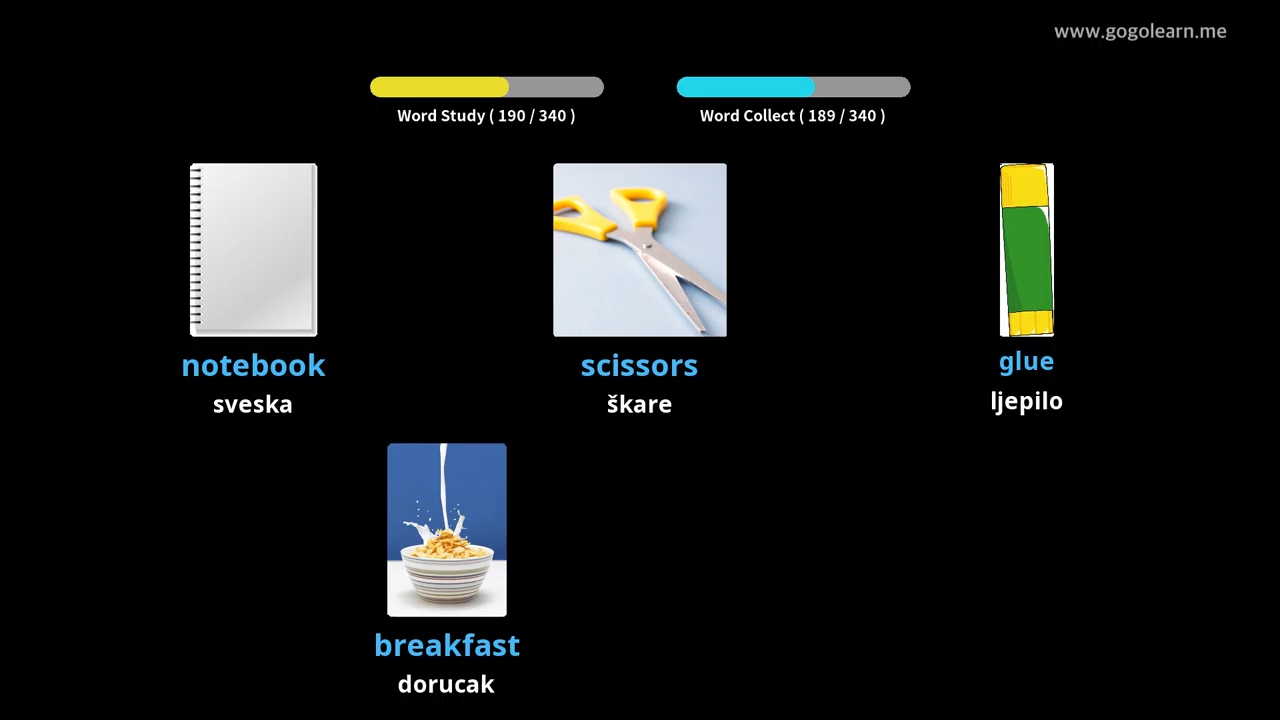 www.gogolearn.me
Word Study ( 190 / 340 )
Word Collect ( 189 / 340 )
notebook
sveska
scissors
škare
glue
ljepilo
breakfast
dorucak